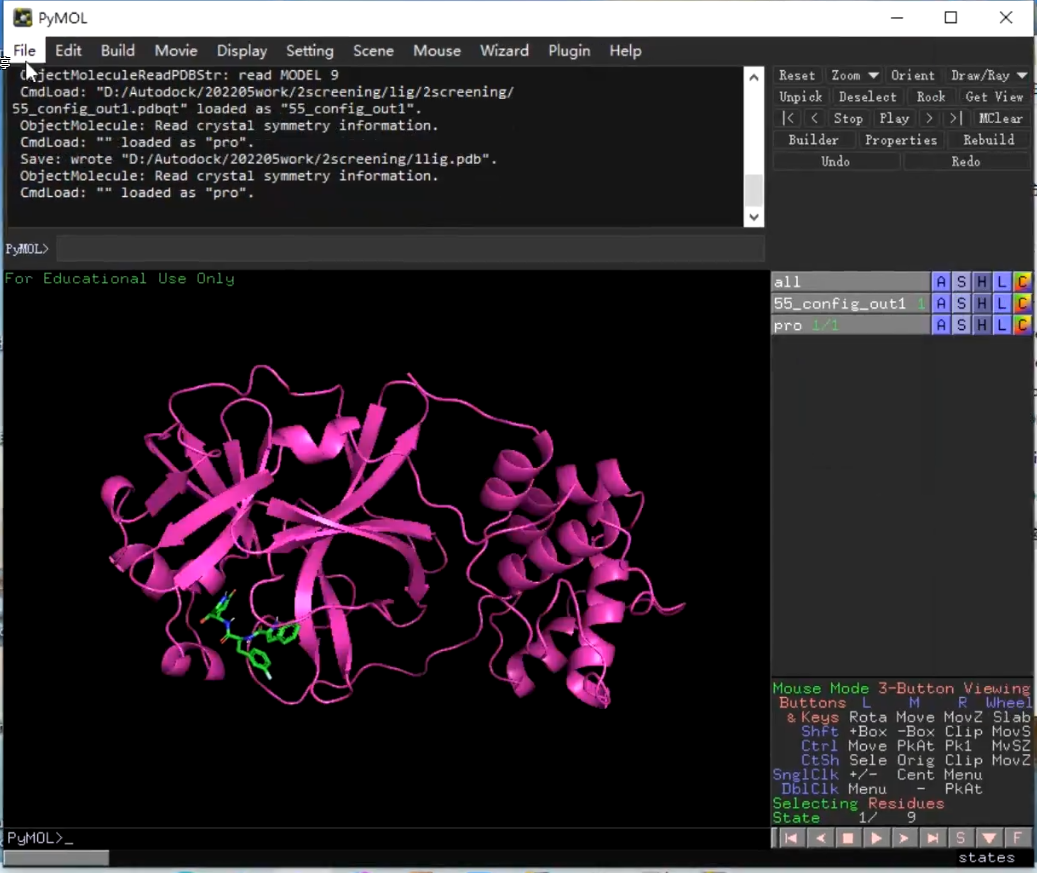 PyMOL
File Edit Build Movie Display Setting Scene Mouse Wizard Plugin Help
ObjectMoleculeReadPDBStr: read MODEL 9
CmdLoad: "D:/Autodock/202205work/2screening/lig/2screening/
55_config_out1.pdbqt" loaded as "55_config_out1".
ObjectMolecule: Read crystal symmetry information.
CmdLoad: "" loaded as "pro".
Save: wrote "D:/Autodock/202205work/2screening/1lig.pdb".
ObjectMolecule: Read crystal symmetry information.
CmdLoad: "" loaded as "pro".
Reset Zoom Orient Draw/Ray
Unpick Deselect Rock Get View
|< < Stop Play > >| MClear
Builder Properties Rebuild
Undo Redo
PyMOL>
For Educational Use Only
all A S H L C
55_config_out1 1 A S H L C
pro 1/1 A S H L C
Mouse Mode 3-Button Viewing
Buttons L M R Wheel
& Keys Rota Move MovZ Slab
Shft +Box -Box Clip MovS
Ctrl Move PkAt Pk1 MvSZ
CtSh Sele Orig Clip MovZ
SnglClk +/- Cent Menu
DblClk Menu - PkAt
Selecting Residues
State 1/ 9
PyMOL>_
S F
states